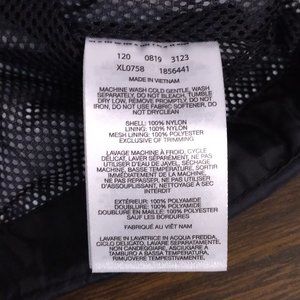 120 0819 3123
XL0758 1856441
MADE IN VIETNAM
MACHINE WASH COLD GENTLE, WASH
SEPARATELY, DO NOT BLEACH, TUMBLE
DRY LOW, REMOVE PROMPTLY, DO NOT
IRON, DO NOT USE FABRIC SOFTENER, DO
NOT DRYCLEAN
SHELL: 100% NYLON
LINING: 100% NYLON
MESH LINING: 100% POLYESTER
EXCLUSIVE OF TRIMMING
LAVAGE MACHINE À FROID, CYCLE
DÉLICAT, LAVER SÉPARÉMENT, NE PAS
UTILISER D'EAU DE JAVEL, SÉCHAGE
MACHINE, BASSE TEMPÉRATURE, SORTIR
IMMÉDIATEMENT DE LA MACHINE,
NE PAS REPASSER, NE PAS UTILISER
D'ASSOUPLISSANT, NETTOYAGE À SEC
INTERDIT
EXTÉRIEUR: 100% POLYAMIDE
DOUBLURE: 100% POLYAMIDE
DOUBLURE EN MAILLE: 100% POLYESTER
SAUF LES BORDURES
FABRIQUÉ AU VIÊT NAM
LAVARE IN LAVATRICE IN ACQUA FREDDA,
CICLO DELICATO, LAVARE SEPARATAMENTE,
NON CANDEGGIARE, ASCIUGARE A
TAMBURO A BASSA TEMPERATURA,